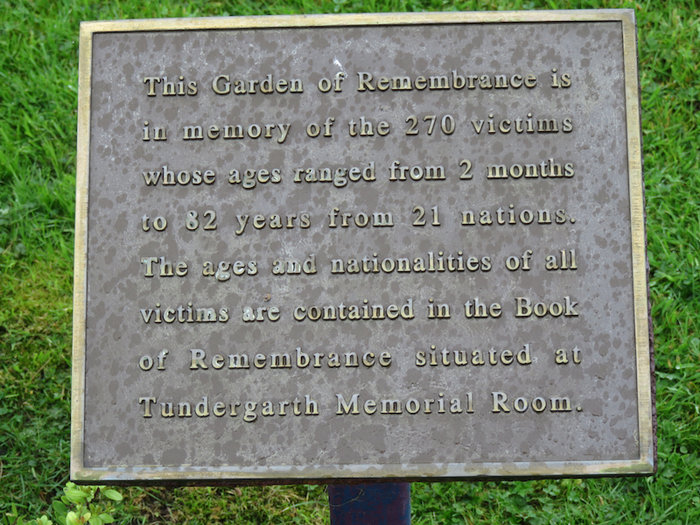 This Garden of Remembrance is
in memory of the 270 victims
whose ages ranged from 2 months
to 82 years from 21 nations.
The ages and nationalities of all
victims are contained in the Book
of Remembrance situated at
Tundergarth Memorial Room.